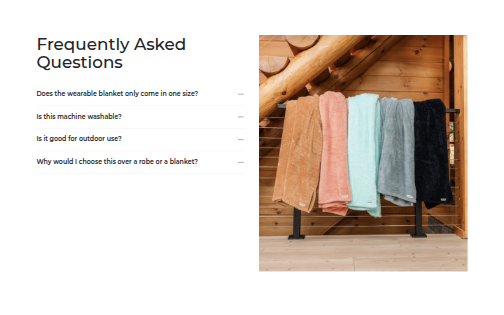 Frequently Asked
Questions
Does the wearable blanket only come in one size?
Is this machine washable?
Is it good for outdoor use?
Why would I choose this over a robe or a blanket?